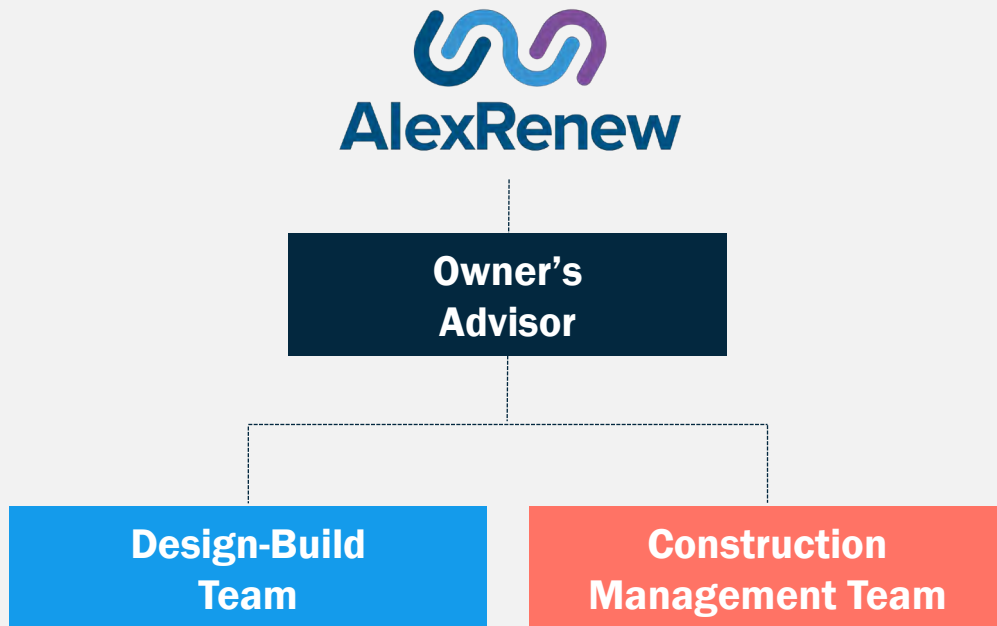 AlexRenew
Owner’s
Advisor
Design-Build
Team
Construction
Management Team